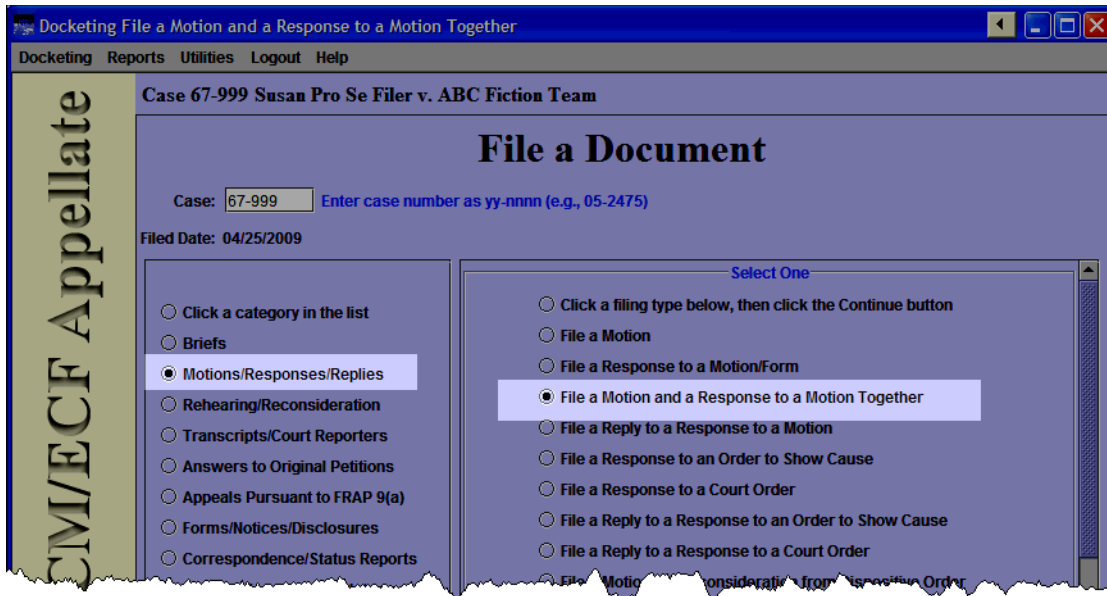 Docketing File a Motion and a Response to a Motion Together
Docketing Reports Utilities Logout Help
CM/ECF Appellate
Case 67-999 Susan Pro Se Filer v. ABC Fiction Team
File a Document
Case: 67-999 Enter case number as yy-nnnn (e.g., 05-2475)
Filed Date: 04/25/2009
Click a category in the list
Briefs
Motions/Responses/Replies
Rehearing/Reconsideration
Transcripts/Court Reporters
Answers to Original Petitions
Appeals Pursuant to FRAP 9(a)
Forms/Notices/Disclosures
Correspondence/Status Reports
Select One
Click a filing type below, then click the Continue button
File a Motion
File a Response to a Motion/Form
File a Motion and a Response to a Motion Together
File a Reply to a Response to a Motion
File a Response to an Order to Show Cause
File a Response to a Court Order
File a Reply to a Response to an Order to Show Cause
File a Reply to a Response to a Court Order
from Dispositive Order